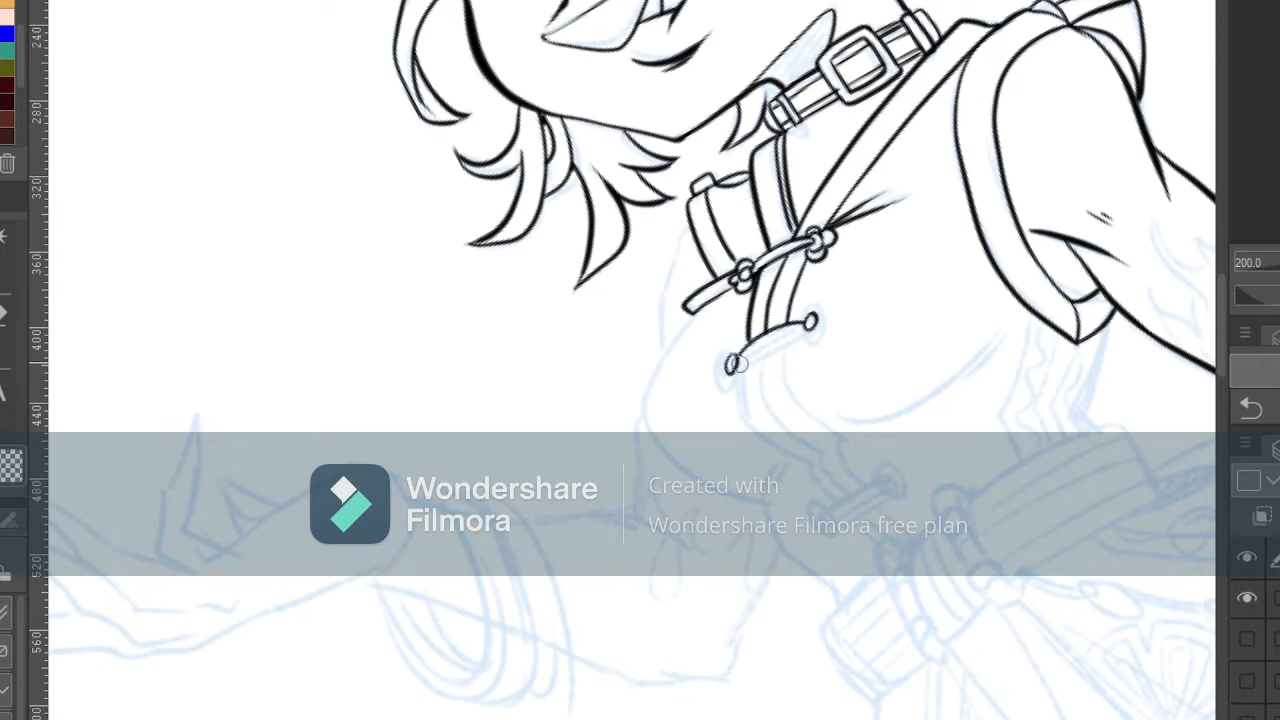 240
280
320
360
400
440
480
520
560
200.0
Wondershare
Filmora
Created with
Wondershare Filmora free plan